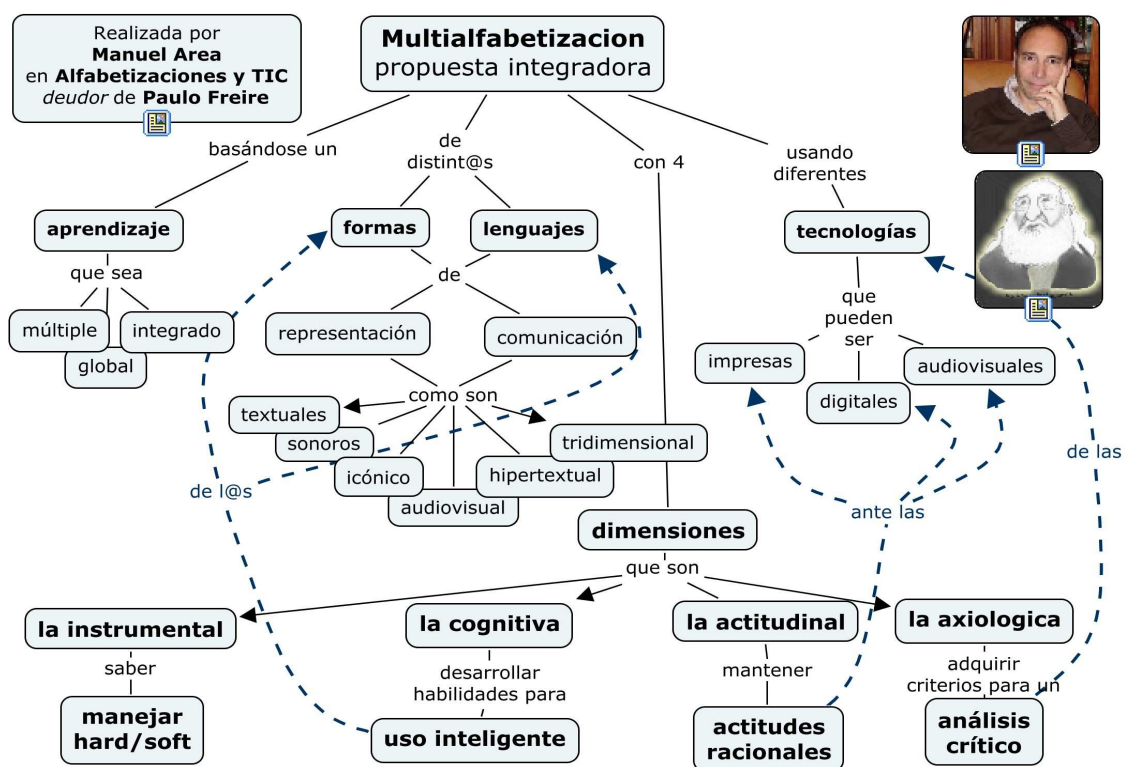 Realizada por
Manuel Area
en Alfabetizaciones y TIC
deudor de Paulo Freire
Multialfabetizacion
propuesta integradora
basándose un
de
distint@s
con 4
usando
diferentes
aprendizaje
formas
lenguajes
tecnologías
que sea
de
que
pueden
ser
múltiple
integrado
global
representación
comunicación
impresas
audiovisuales
digitales
como son
textuales
sonoros
tridimensional
icónico
hipertextual
audiovisual
de l@s
de las
ante las
dimensiones
que son
la instrumental
la cognitiva
la actitudinal
la axiologica
saber
desarrollar
habilidades para
mantener
adquirir
criterios para un
manejar
hard/soft
uso inteligente
actitudes
racionales
análisis
crítico